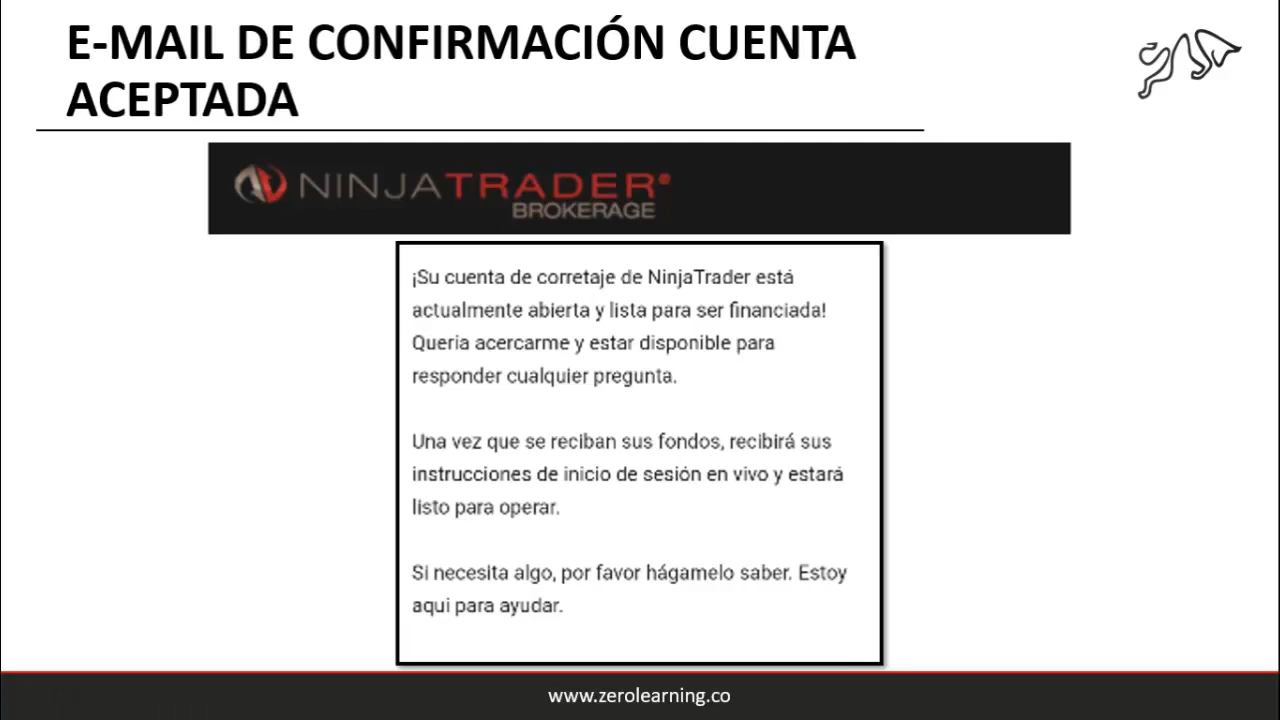 E-MAIL DE CONFIRMACIÓN CUENTA
ACEPTADA
NINJATRADER®
BROKERAGE
¡Su cuenta de corretaje de NinjaTrader está
actualmente abierta y lista para ser financiada!
Quería acercarme y estar disponible para
responder cualquier pregunta.
Una vez que se reciban sus fondos, recibirá sus
instrucciones de inicio de sesión en vivo y estará
listo para operar.
Si necesita algo, por favor hágamelo saber. Estoy
aquí para ayudar.
www.zerolearning.co